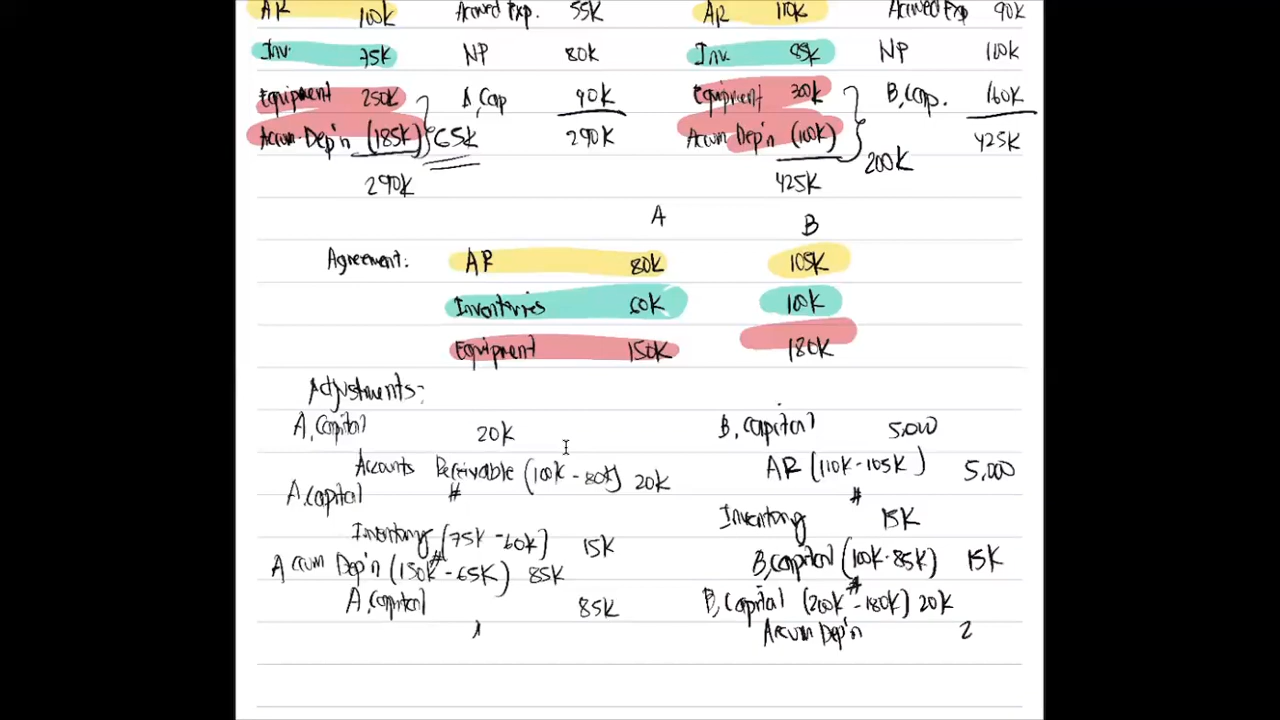 AR 100K Accrued Exp. 55K AR 110K Accrued Exp 90K
Inv. 75K NP 80K Inv. 85K NP 110K
Equipment 250K A, Cap 90K Equipment 300K B, Cap. 160K
Accum. Dep'n (185K) 65K 290K Accum Dep'n (100K) 425K
290K 425K 200K
A B
Agreement: AR 80K 105K
Inventories 60K 100K
Equipment 150K 180K
Adjustments:
A, Capital 20K B, Capital 5,000
Accounts Receivable (100K - 80K) 20K AR (110K - 105K) 5,000
A, Capital # #
Inventory 15K
Inventory (75K - 60K) 15K B, Capital (100K - 85K) 15K
# #
Accum Dep'n (150K - 65K) 85K B, Capital (200K - 180K) 20K
A, Capital 85K Accum Dep'n 2